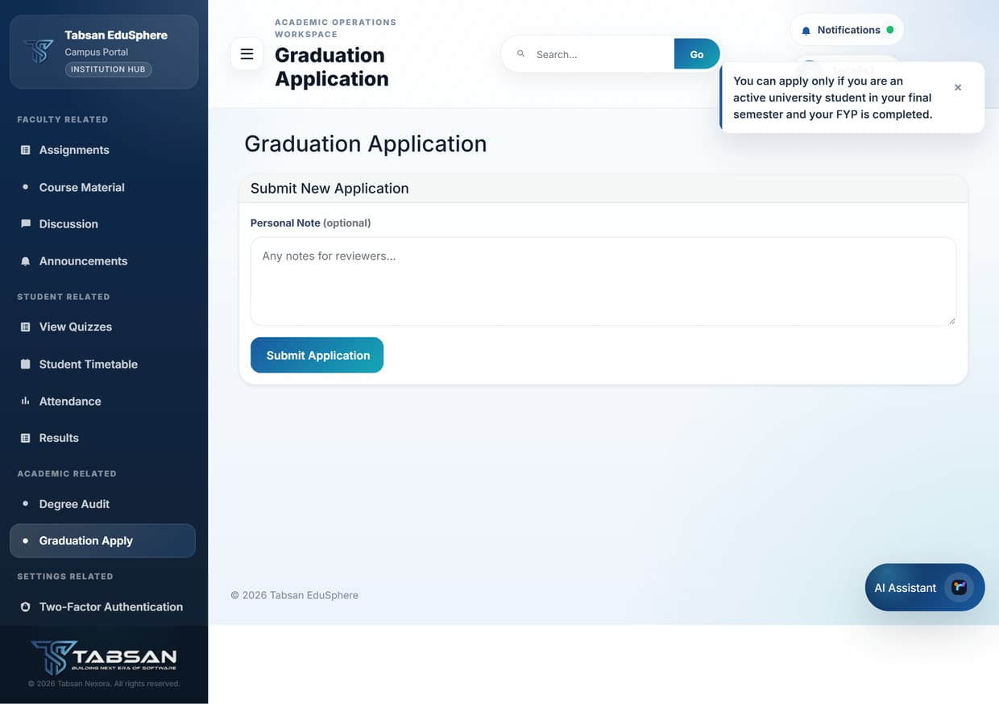 Tabsan EduSphere
Campus Portal
INSTITUTION HUB
FACULTY RELATED
Assignments
Course Material
Discussion
Announcements
STUDENT RELATED
View Quizzes
Student Timetable
Attendance
Results
ACADEMIC RELATED
Degree Audit
Graduation Apply
SETTINGS RELATED
Two-Factor Authentication
TABSAN
BUILDING NEXT ERA OF SOFTWARE
© 2026 Tabsan Nexora. All rights reserved.
ACADEMIC OPERATIONS
WORKSPACE
Graduation
Application
Search...
Go
Notifications
You can apply only if you are an
active university student in your final
semester and your FYP is completed.
×
Graduation Application
Submit New Application
Personal Note (optional)
Any notes for reviewers...
Submit Application
© 2026 Tabsan EduSphere
AI Assistant